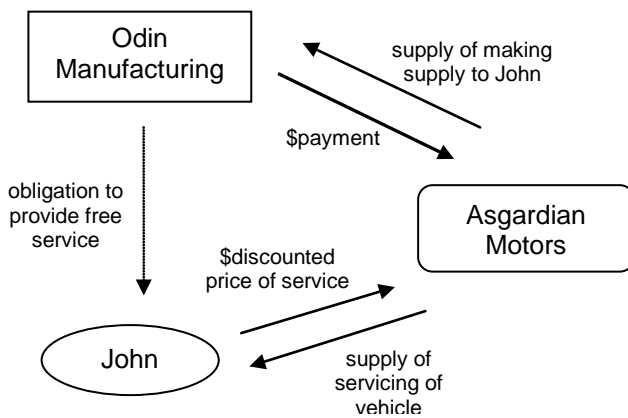 Odin
Manufacturing
supply of making
supply to John
$payment
obligation to
provide free
service
Asgardian
Motors
$discounted
price of service
John
supply of
servicing of
vehicle